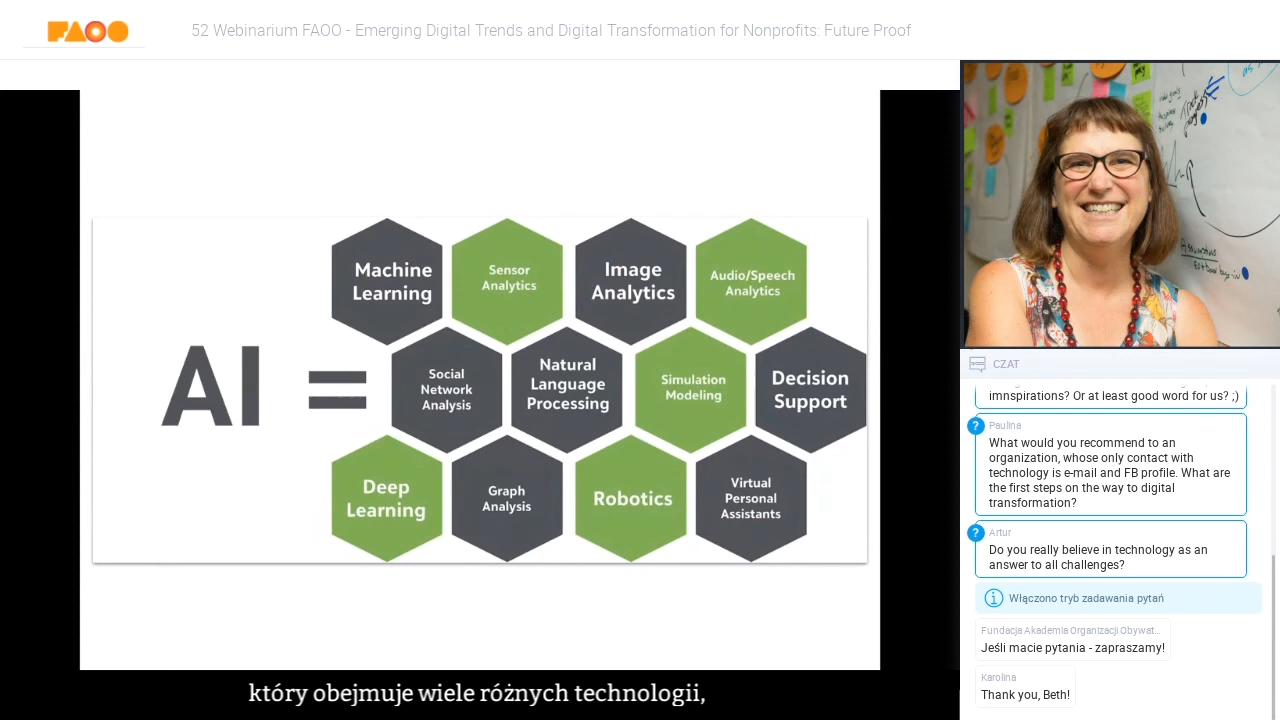 FAOO
52 Webinarium FAOO - Emerging Digital Trends and Digital Transformation for Nonprofits: Future Proof
AI =
Machine
Learning
Sensor
Analytics
Image
Analytics
Audio/Speech
Analytics
Social
Network
Analysis
Natural
Language
Processing
Simulation
Modeling
Decision
Support
Deep
Learning
Graph
Analysis
Robotics
Virtual
Personal
Assistants
który obejmuje wiele różnych technologii,
CZAT
imnspirations? Or at least good word for us? ;)
?
Paulina
What would you recommend to an
organization, whose only contact with
technology is e-mail and FB profile. What are
the first steps on the way to digital
transformation?
?
Artur
Do you really believe in technology as an
answer to all challenges?
Włączono tryb zadawania pytań
Fundacja Akademia Organizacji Obywat...
Jeśli macie pytania - zapraszamy!
Karolina
Thank you, Beth!